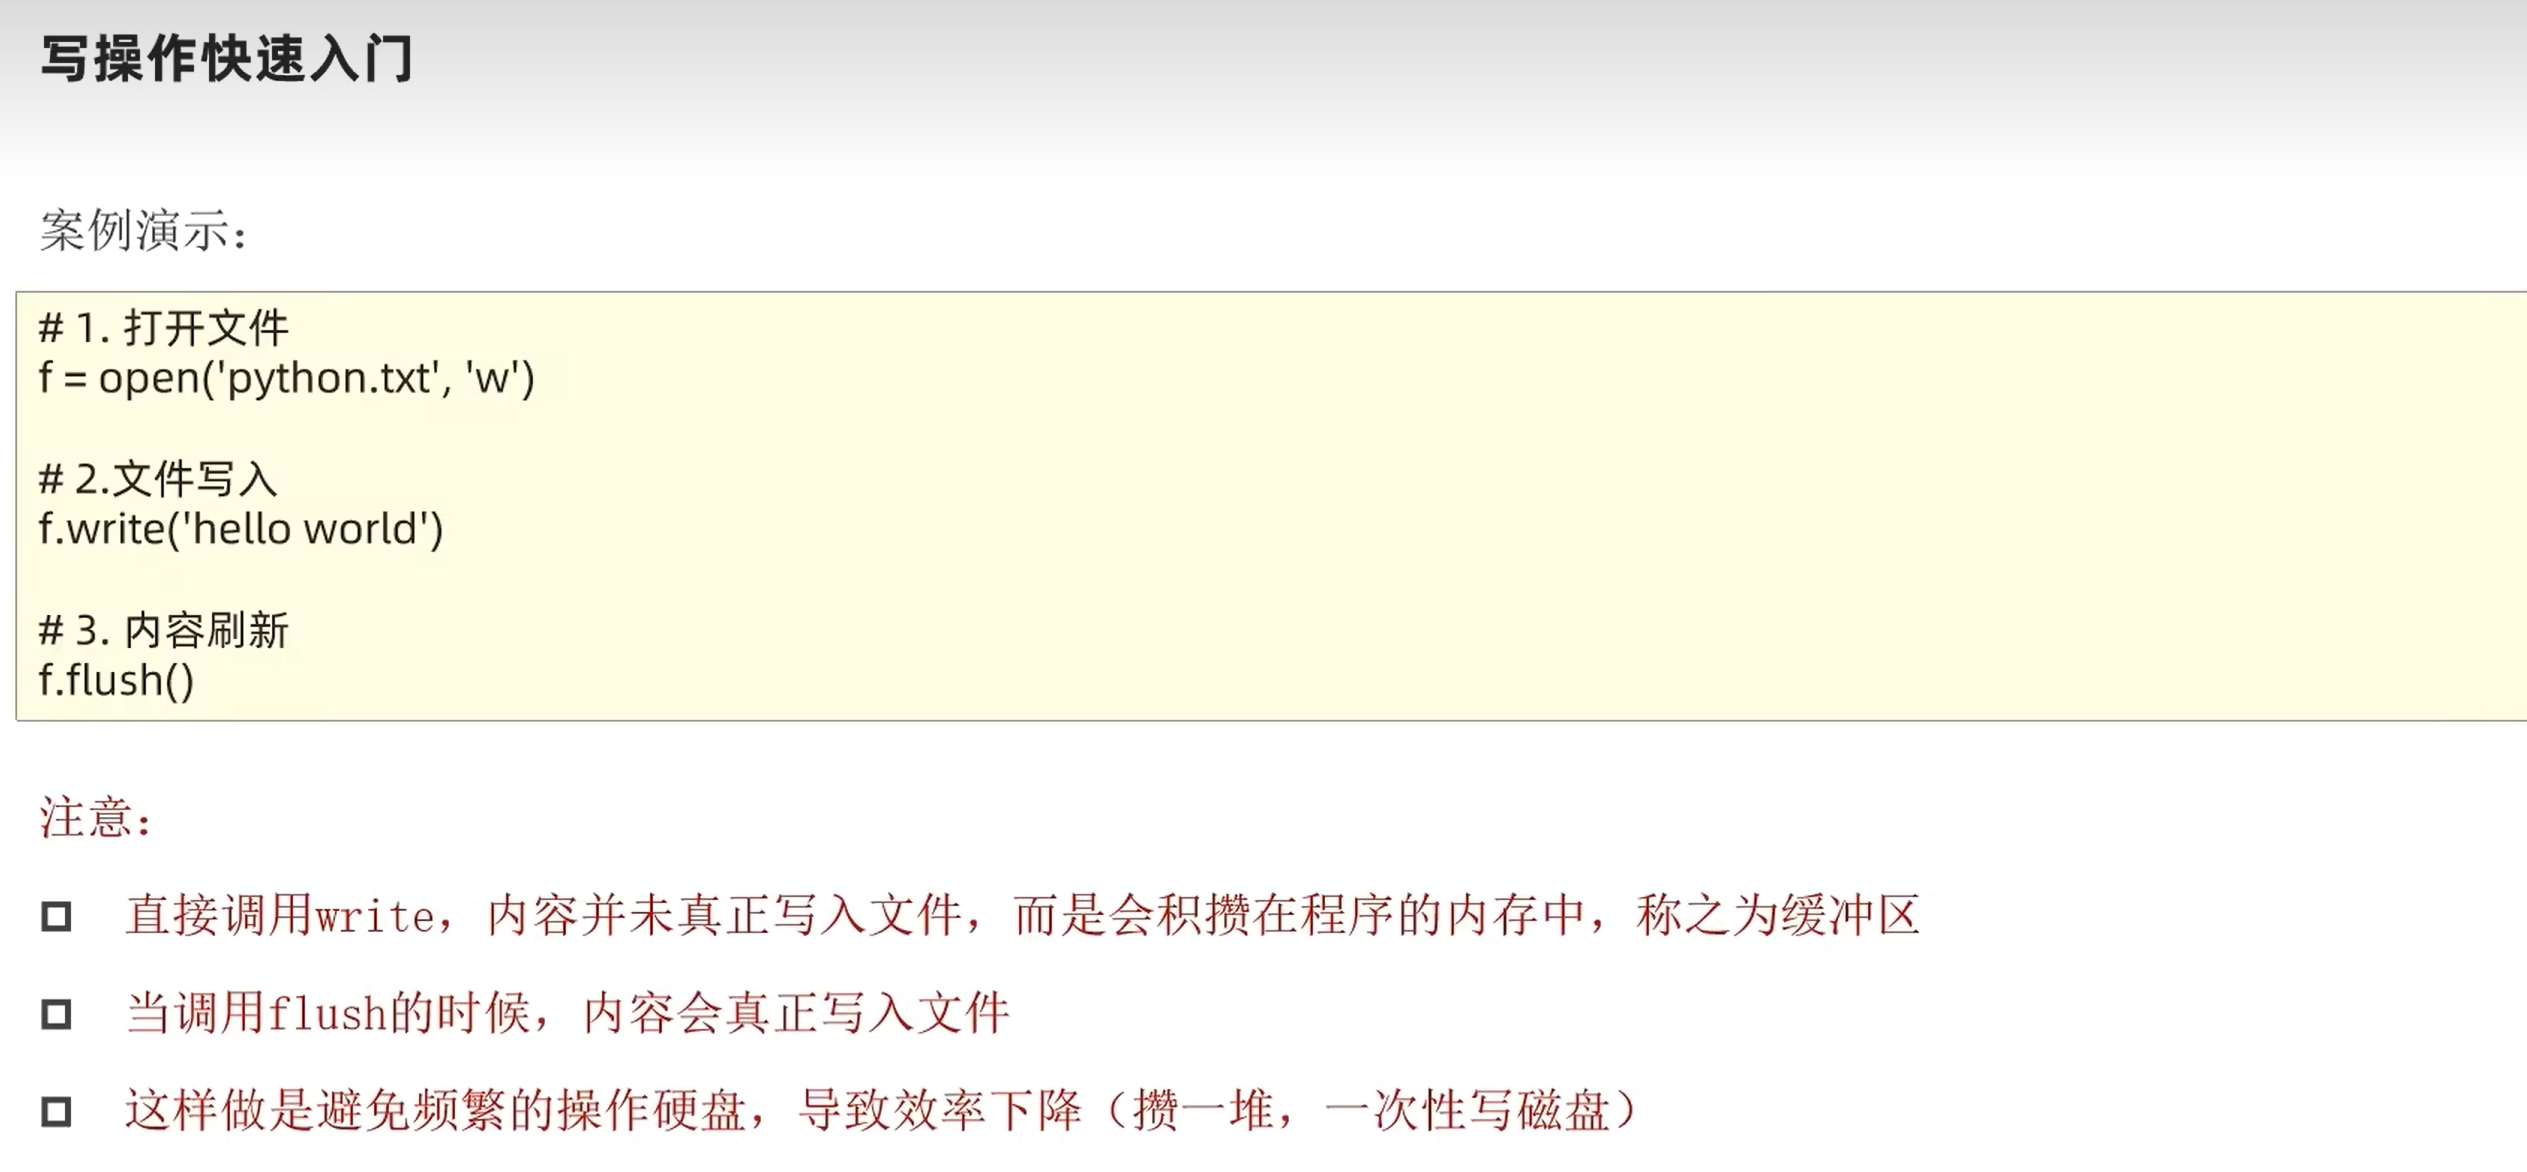 写操作快速入门
案例演示：
# 1. 打开文件
f = open('python.txt', 'w')
# 2.文件写入
f.write('hello world')
# 3. 内容刷新
f.flush()
注意：
直接调用write，内容并未真正写入文件，而是会积攒在程序的内存中，称之为缓冲区
当调用flush的时候，内容会真正写入文件
这样做是避免频繁的操作硬盘，导致效率下降（攒一堆，一次性写磁盘）